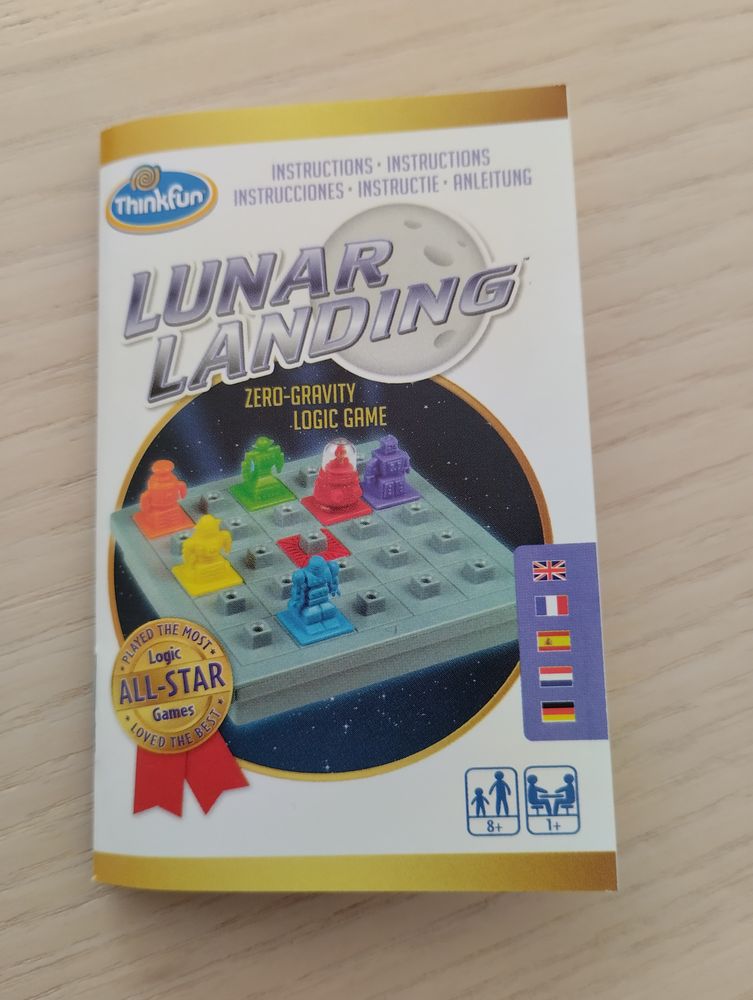 ThinkFun®
INSTRUCTIONS • INSTRUCTIONS
INSTRUCCIONES • INSTRUCTIE • ANLEITUNG
LUNAR
LANDING™
ZERO-GRAVITY
LOGIC GAME
• PLAYED THE MOST •
Logic
ALL-STAR
Games
• LOVED THE BEST •
8+
1+